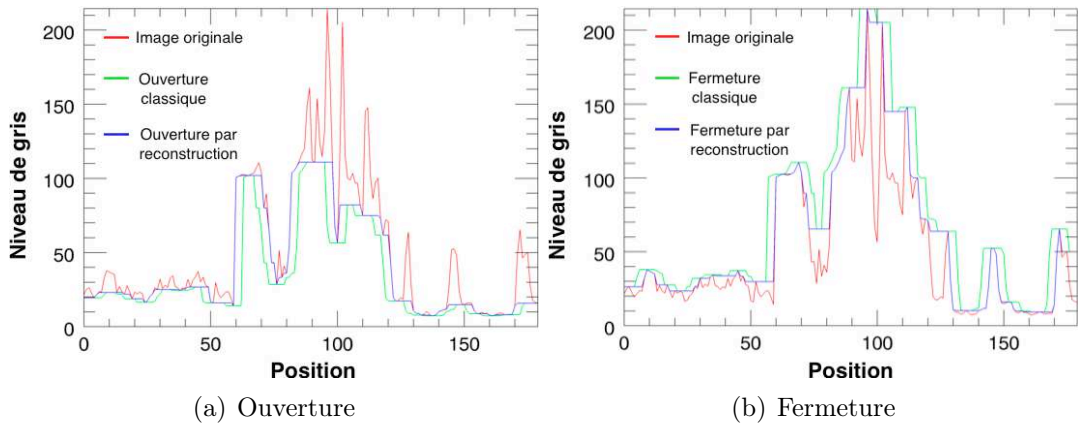 200
150
100
50
0
Niveau de gris
Image originale
Ouverture
classique
Ouverture par
reconstruction
0
50
100
150
Position
(a) Ouverture
200
150
100
50
0
Niveau de gris
Image originale
Fermeture
classique
Fermeture par
reconstruction
0
50
100
150
Position
(b) Fermeture